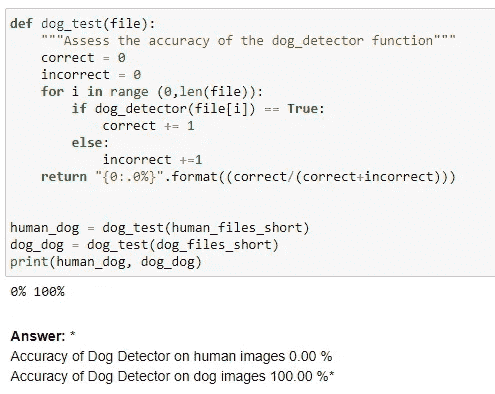 def dog_test(file):
    """Assess the accuracy of the dog_detector function"""
    correct = 0
    incorrect = 0
    for i in range (0,len(file)):
        if dog_detector(file[i]) == True:
            correct += 1
        else:
            incorrect +=1
    return "{0:.0%}".format((correct/(correct+incorrect)))
human_dog = dog_test(human_files_short)
dog_dog = dog_test(dog_files_short)
print(human_dog, dog_dog)
0% 100%
Answer: *
Accuracy of Dog Detector on human images 0.00 %
Accuracy of Dog Detector on dog images 100.00 %*